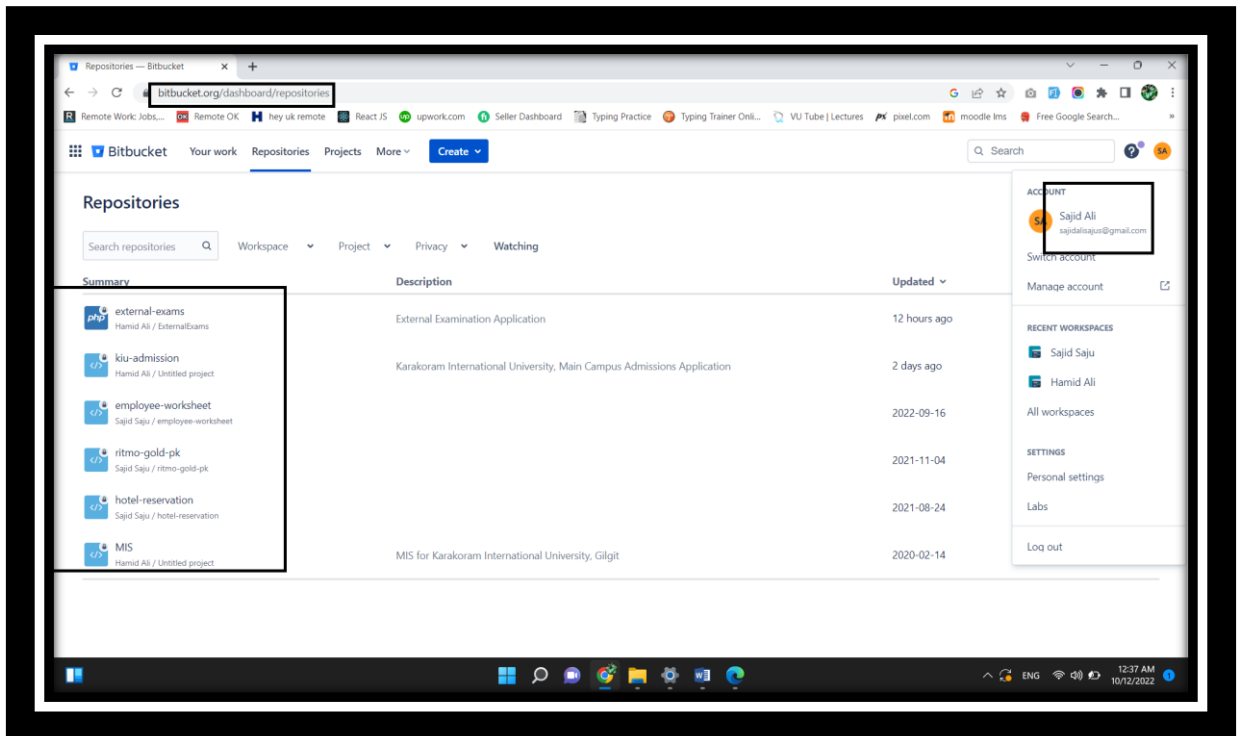 Repositories — Bitbucket
bitbucket.org/dashboard/repositories
Remote Work: Jobs,... Remote OK hey uk remote React JS upwork.com Seller Dashboard Typing Practice Typing Trainer Onli... VU Tube | Lectures pixel.com moodle lms Free Google Search... »
Bitbucket Your work Repositories Projects More Create Search SA
Repositories
Search repositories Workspace Project Privacy Watching
Summary Description Updated
external-exams External Examination Application 12 hours ago
Hamid Ali / ExternalExams
kiu-admission Karakoram International University, Main Campus Admissions Application 2 days ago
Hamid Ali / Untitled project
employee-worksheet 2022-09-16
Sajid Saju / employee-worksheet
ritmo-gold-pk 2021-11-04
Sajid Saju / ritmo-gold-pk
hotel-reservation 2021-08-24
Sajid Saju / hotel-reservation
MIS MIS for Karakoram International University, Gilgit 2020-02-14
Hamid Ali / Untitled project
ACCOUNT
SA Sajid Ali
sajidalisajus@gmail.com
Switch account
Manage account
RECENT WORKSPACES
Sajid Saju
Hamid Ali
All workspaces
SETTINGS
Personal settings
Labs
Log out
ENG 12:37 AM
10/12/2022 1